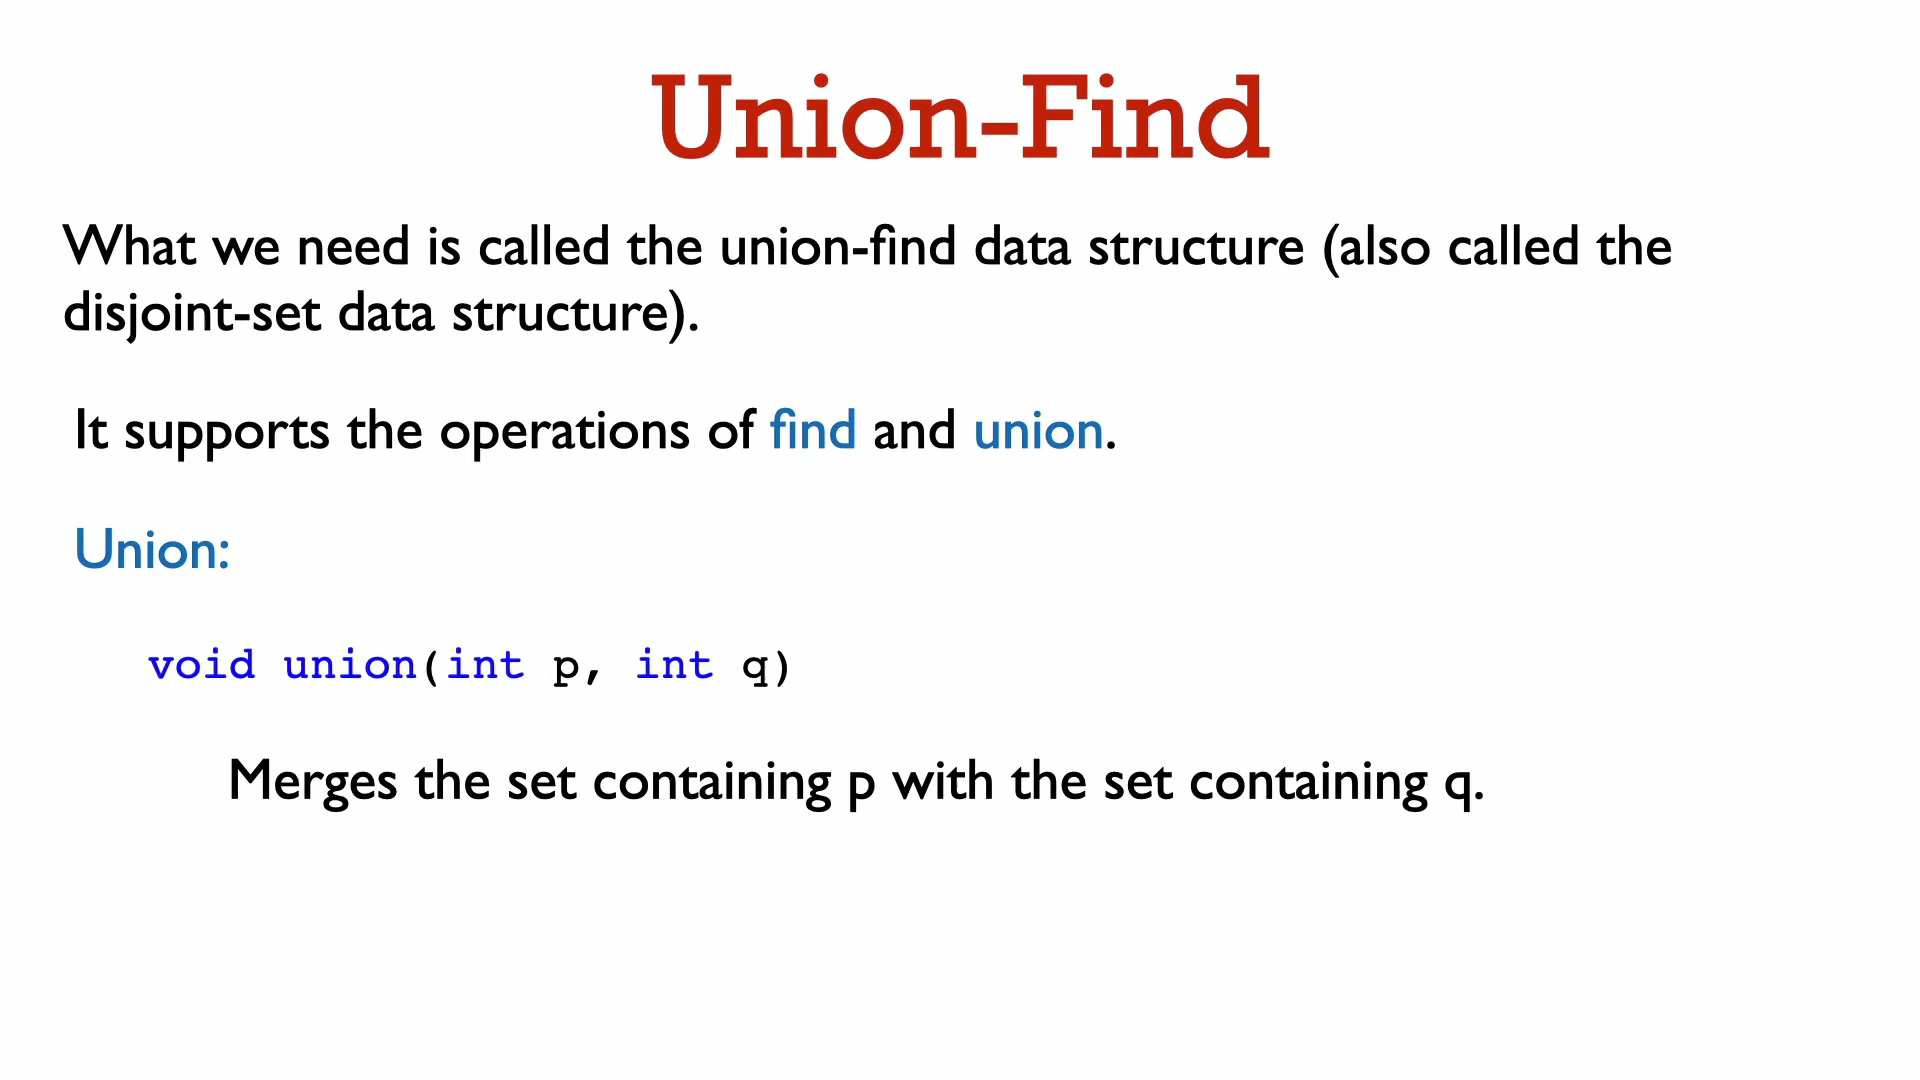 Union-Find
What we need is called the union-find data structure (also called the
disjoint-set data structure).
It supports the operations of find and union.
Union:
void union(int p, int q)
Merges the set containing p with the set containing q.